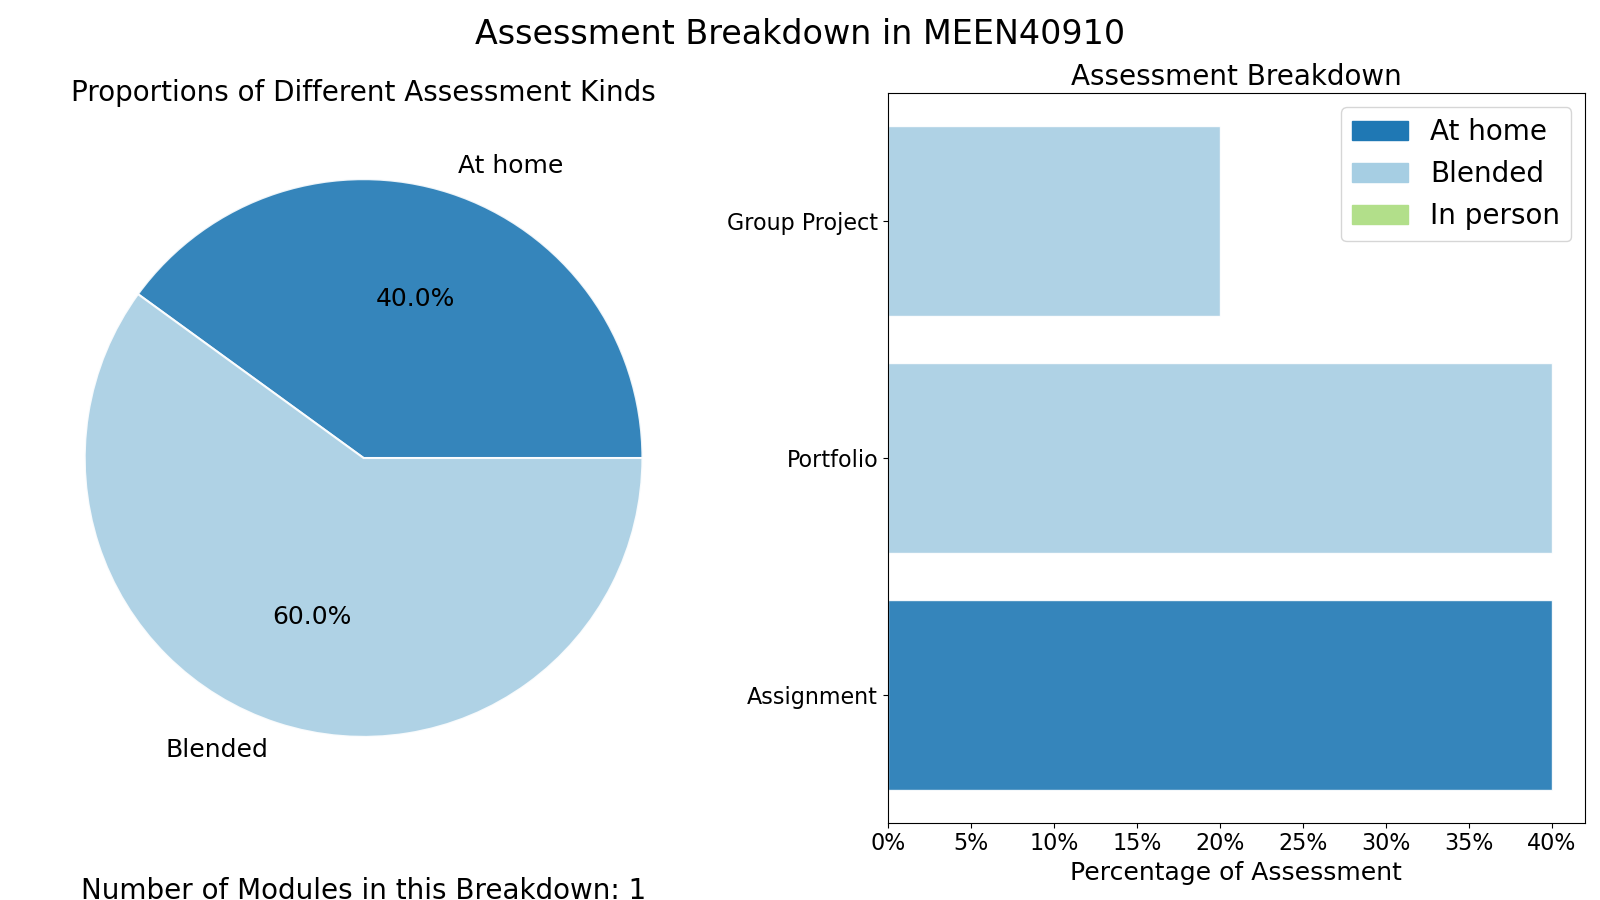 Assessment Breakdown in MEEN40910
Proportions of Different Assessment Kinds
At home
40.0%
60.0%
Blended
Number of Modules in this Breakdown: 1
Assessment Breakdown
At home
Blended
In person
Group Project
Portfolio
Assignment
0% 5% 10% 15% 20% 25% 30% 35% 40%
Percentage of Assessment